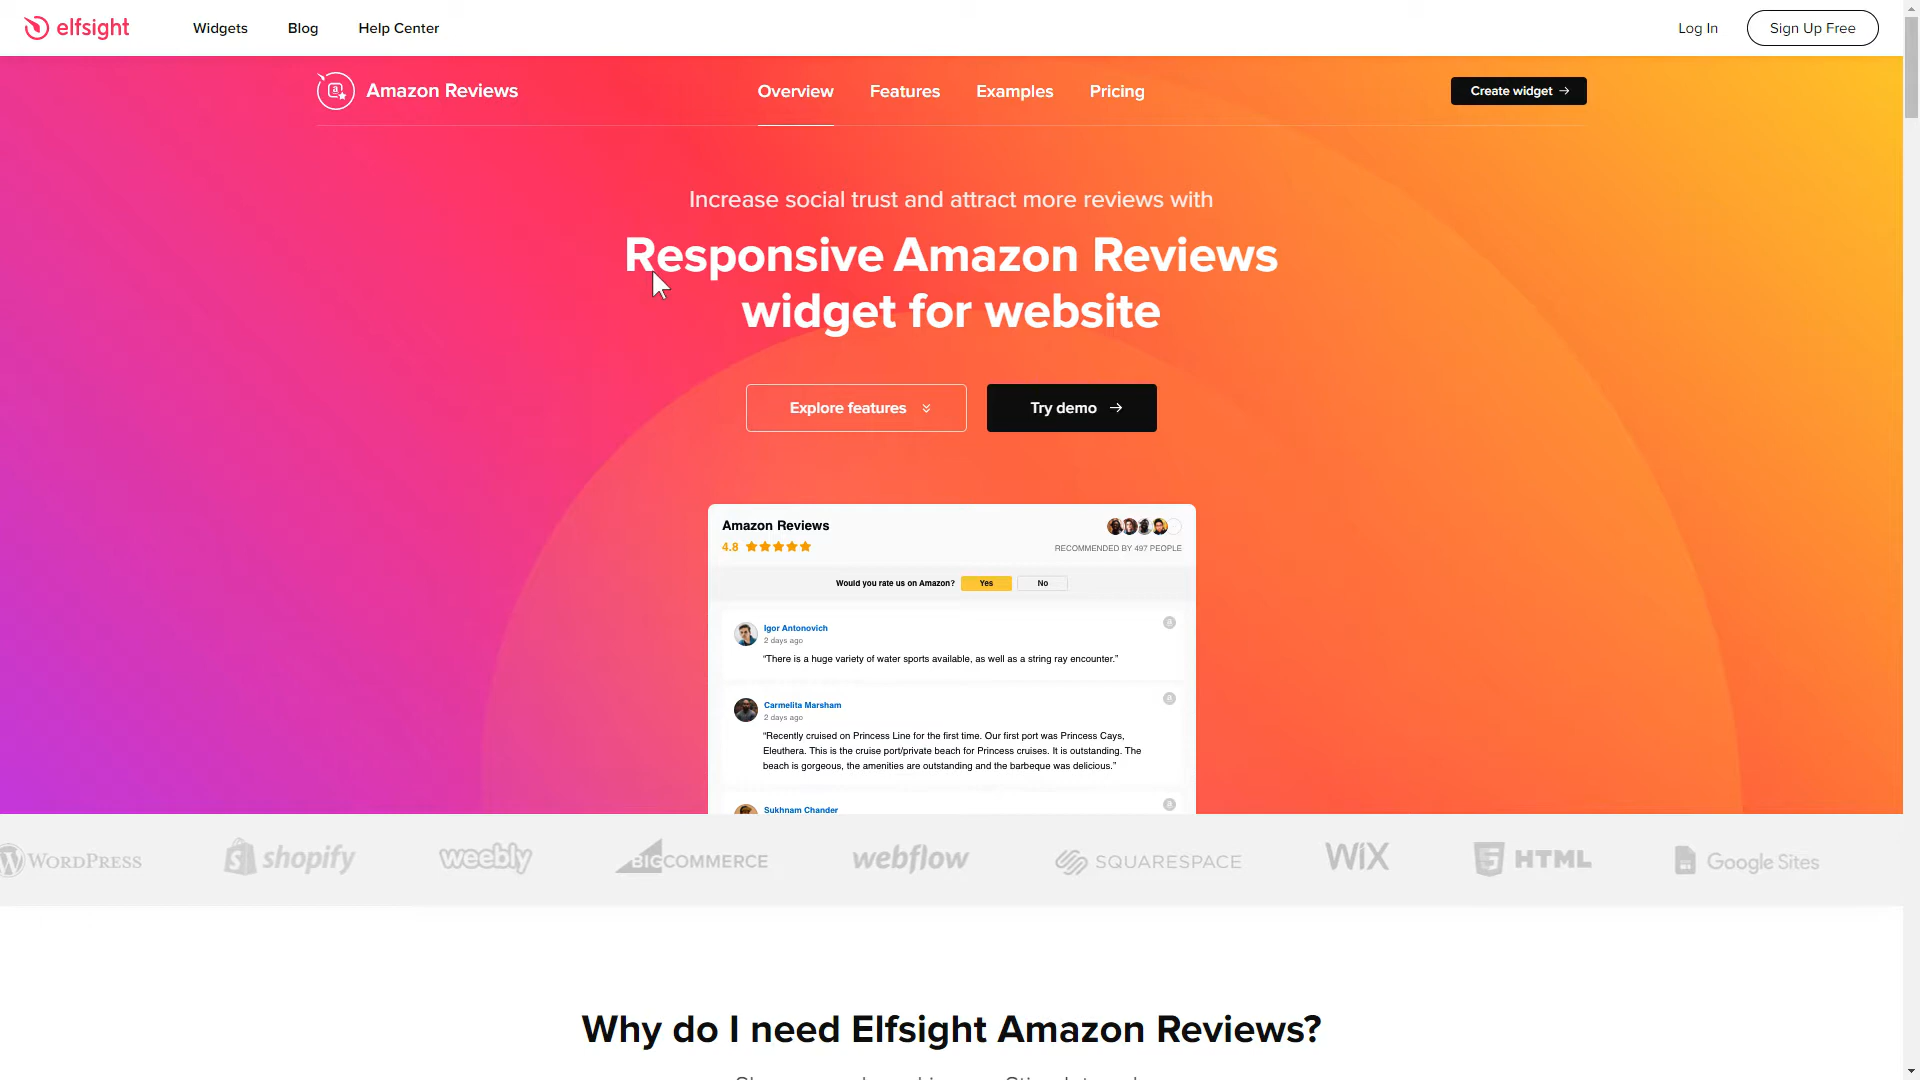 elfsight
Widgets
Blog
Help Center
Log In
Sign Up Free
Amazon Reviews
Overview
Features
Examples
Pricing
Create widget
Increase social trust and attract more reviews with
Responsive Amazon Reviews
widget for website
Explore features
Try demo
Amazon Reviews
4.8
RECOMMENDED BY 497 PEOPLE
Would you rate us on Amazon?
Yes
No
Igor Antonovich
2 days ago
“There is a huge variety of water sports available, as well as a string ray encounter.”
Carmelita Marsham
2 days ago
“Recently cruised on Princess Line for the first time. Our first port was Princess Cays,
Eleuthera. This is the cruise port/private beach for Princess cruises. It is outstanding. The
beach is gorgeous, the amenities are outstanding and the barbeque was delicious.”
Sukhnam Chander
WORDPRESS
shopify
weebly
BIGCOMMERCE
webflow
SQUARESPACE
WiX
HTML
Google Sites
Why do I need Elfsight Amazon Reviews?